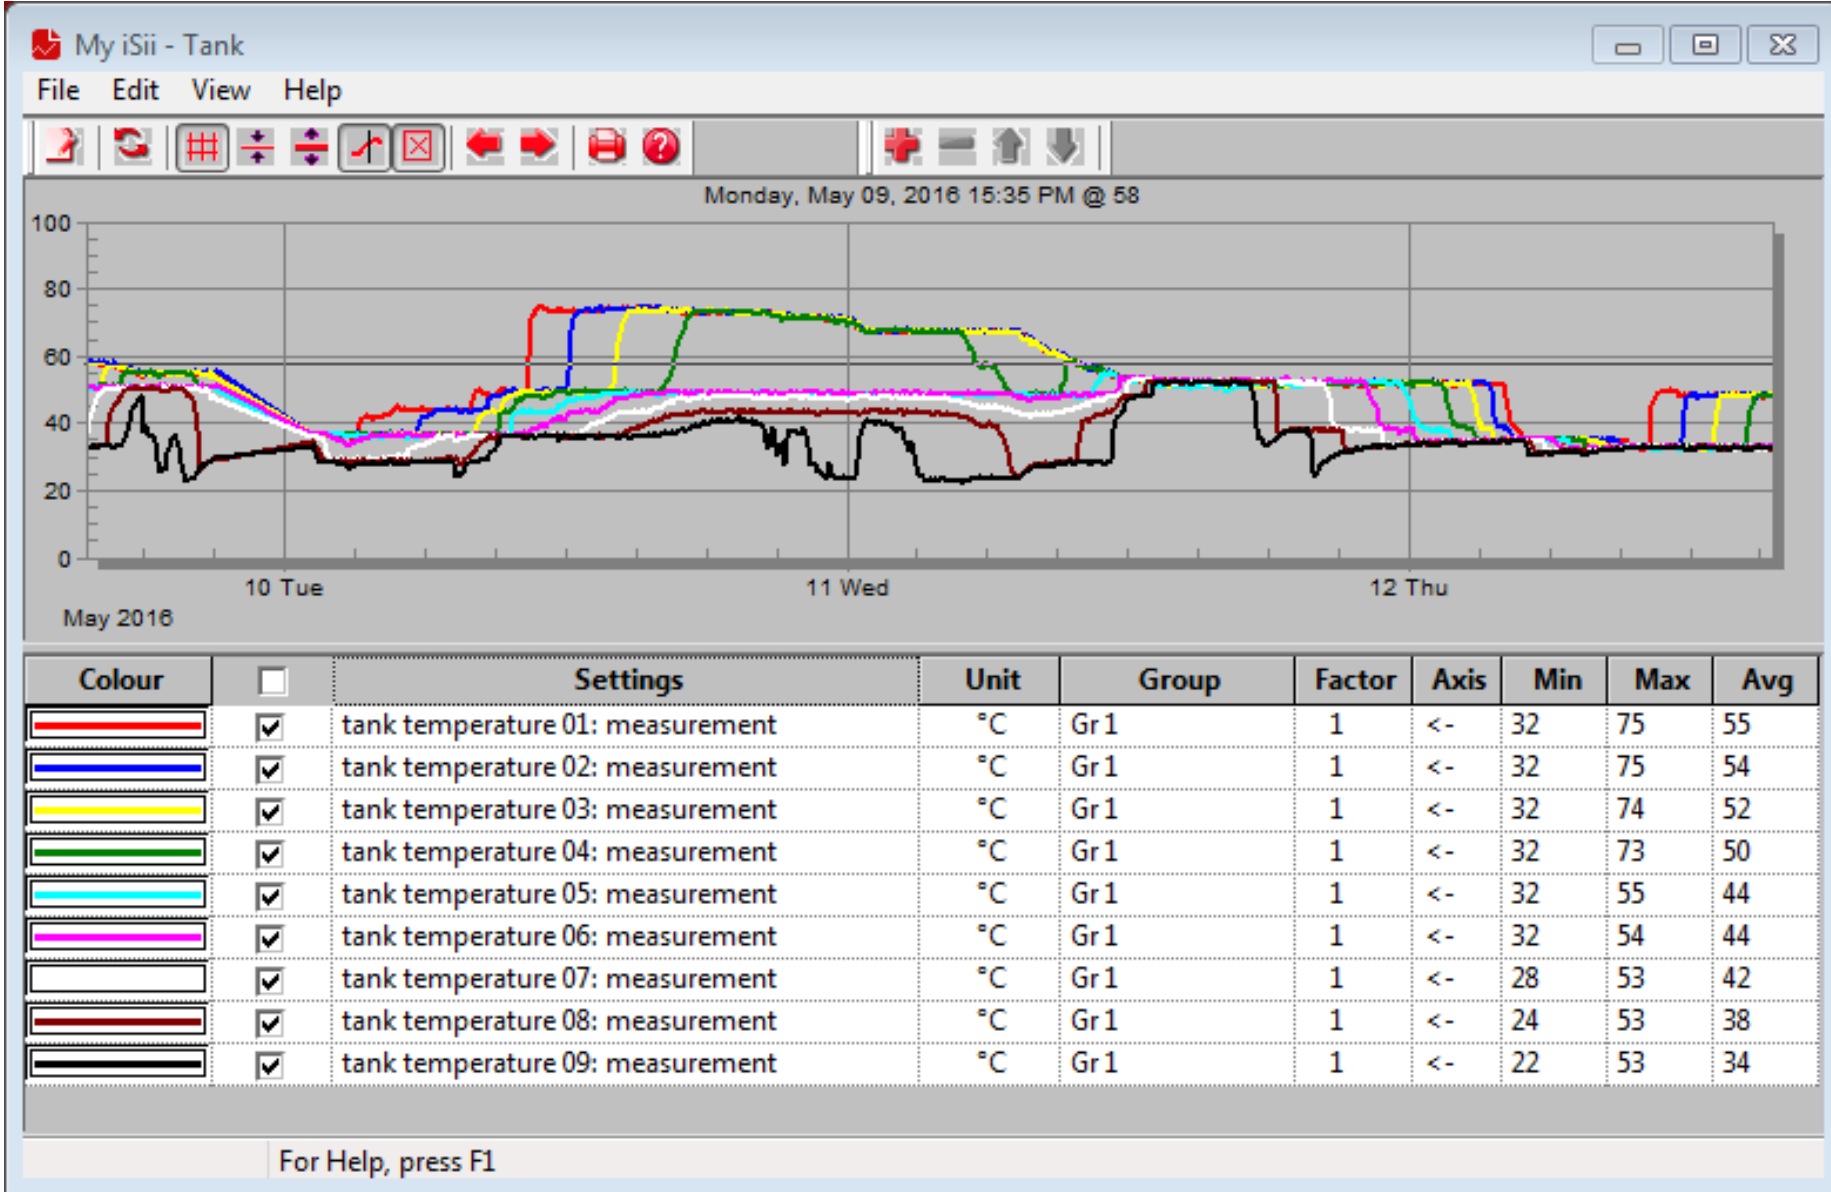 My iSii - Tank
File Edit View Help
Monday, May 09, 2016 15:35 PM @ 58
100
80
60
40
20
0
10 Tue 11 Wed 12 Thu
May 2016
Colour Settings Unit Group Factor Axis Min Max Avg
tank temperature 01: measurement °C Gr 1 1 <- 32 75 55
tank temperature 02: measurement °C Gr 1 1 <- 32 75 54
tank temperature 03: measurement °C Gr 1 1 <- 32 74 52
tank temperature 04: measurement °C Gr 1 1 <- 32 73 50
tank temperature 05: measurement °C Gr 1 1 <- 32 55 44
tank temperature 06: measurement °C Gr 1 1 <- 32 54 44
tank temperature 07: measurement °C Gr 1 1 <- 28 53 42
tank temperature 08: measurement °C Gr 1 1 <- 24 53 38
tank temperature 09: measurement °C Gr 1 1 <- 22 53 34
For Help, press F1